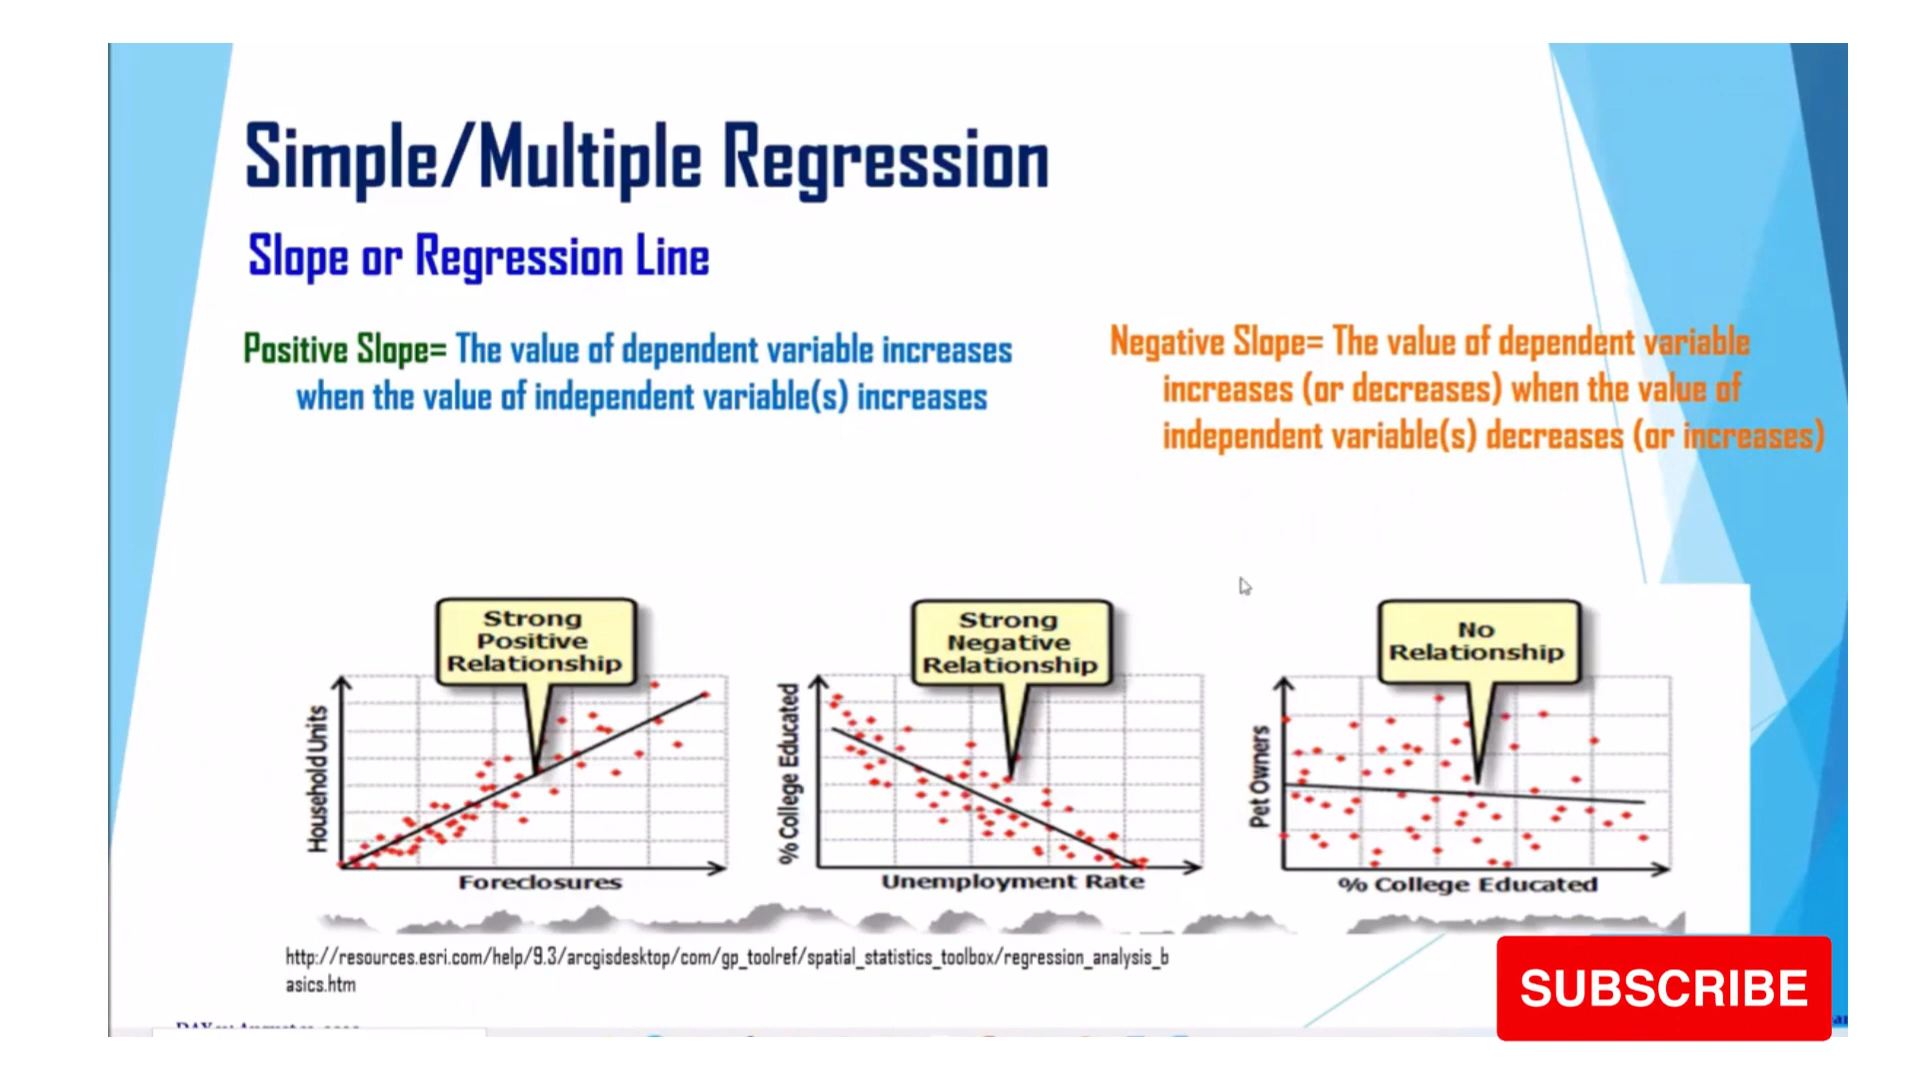 Simple/Multiple Regression
Slope or Regression Line
Positive Slope= The value of dependent variable increases
when the value of independent variable(s) increases
Negative Slope= The value of dependent variable
increases (or decreases) when the value of
independent variable(s) decreases (or increases)
Strong
Positive
Relationship
Household Units
Foreclosures
Strong
Negative
Relationship
% College Educated
Unemployment Rate
No
Relationship
Pet Owners
% College Educated
http://resources.esri.com/help/9.3/arcgisdesktop/com/gp_toolref/spatial_statistics_toolbox/regression_analysis_b
asics.htm
SUBSCRIBE